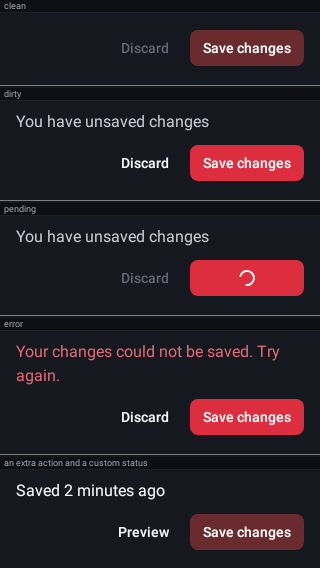 clean
Discard Save changes
dirty
You have unsaved changes
Discard Save changes
pending
You have unsaved changes
Discard
error
Your changes could not be saved. Try
again.
Discard Save changes
an extra action and a custom status
Saved 2 minutes ago
Preview Save changes